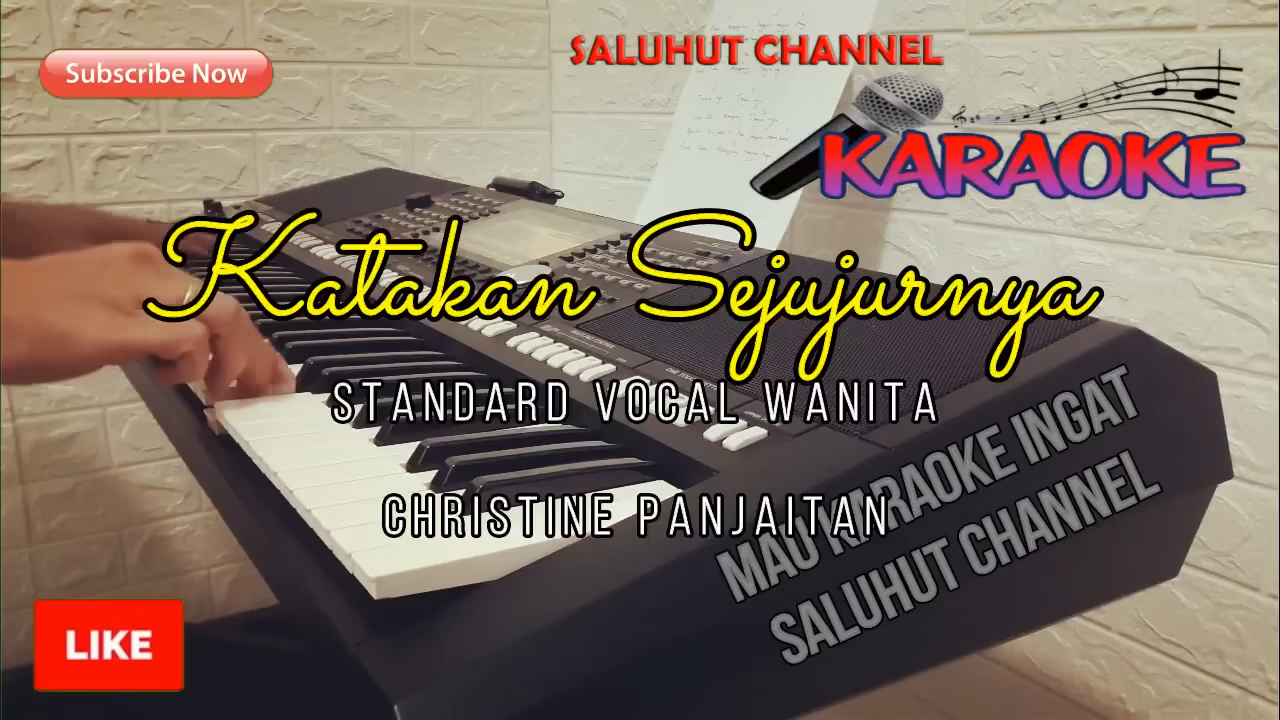 SALUHUT CHANNEL
Subscribe Now
KARAOKE
Katakan Sejujurnya
STANDARD VOCAL WANITA
CHRISTINE PANJAITAN
MAU KARAOKE INGAT
SALUHUT CHANNEL
LIKE